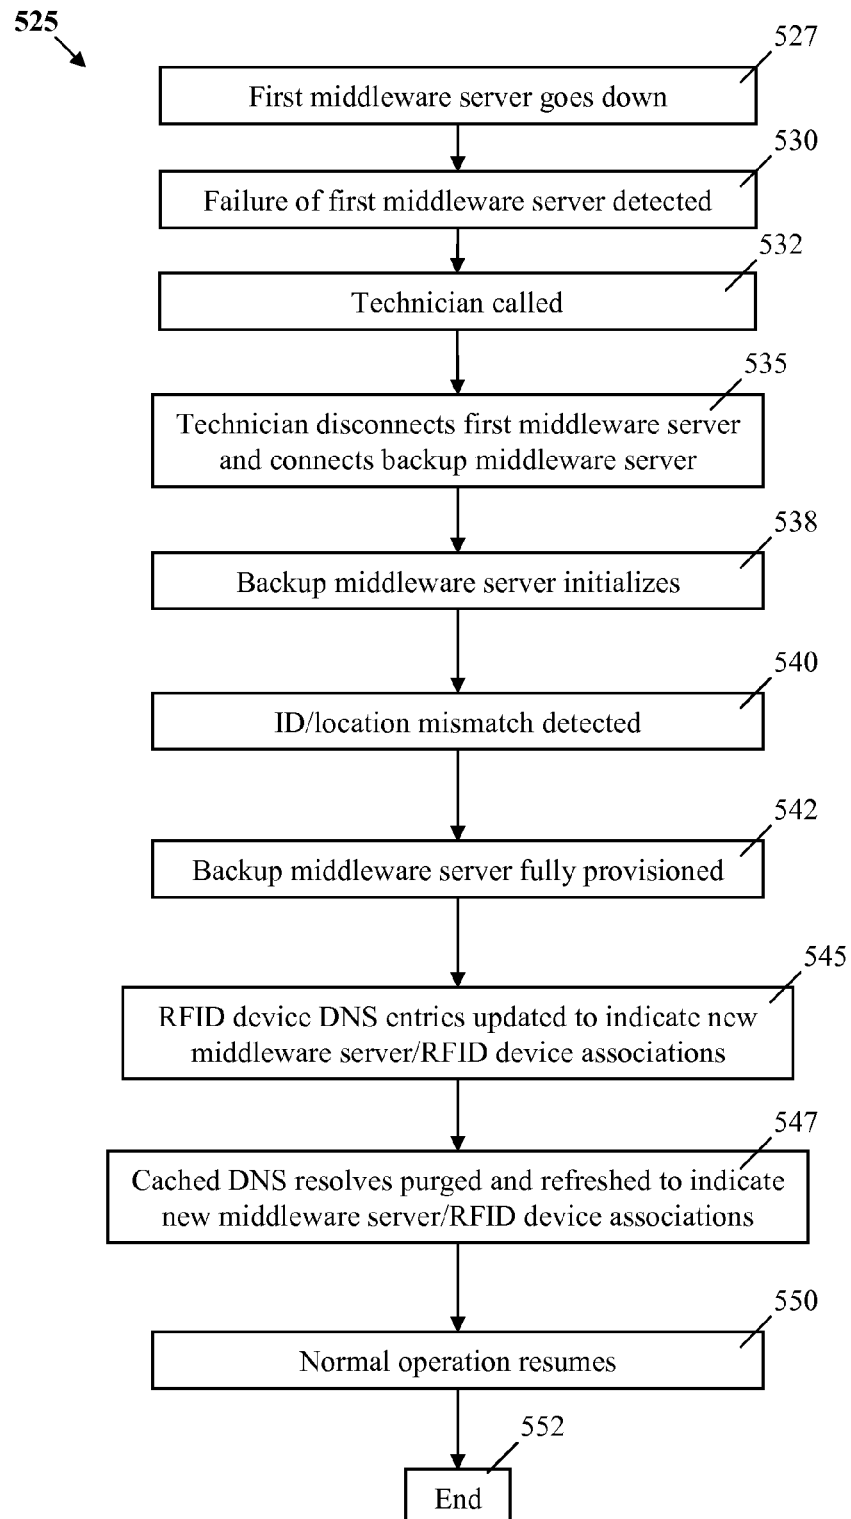 525
527
First middleware server goes down
530
Failure of first middleware server detected
532
Technician called
535
Technician disconnects first middleware server
and connects backup middleware server
538
Backup middleware server initializes
540
ID/location mismatch detected
542
Backup middleware server fully provisioned
545
RFID device DNS entries updated to indicate new
middleware server/RFID device associations
547
Cached DNS resolves purged and refreshed to indicate
new middleware server/RFID device associations
550
Normal operation resumes
552
End